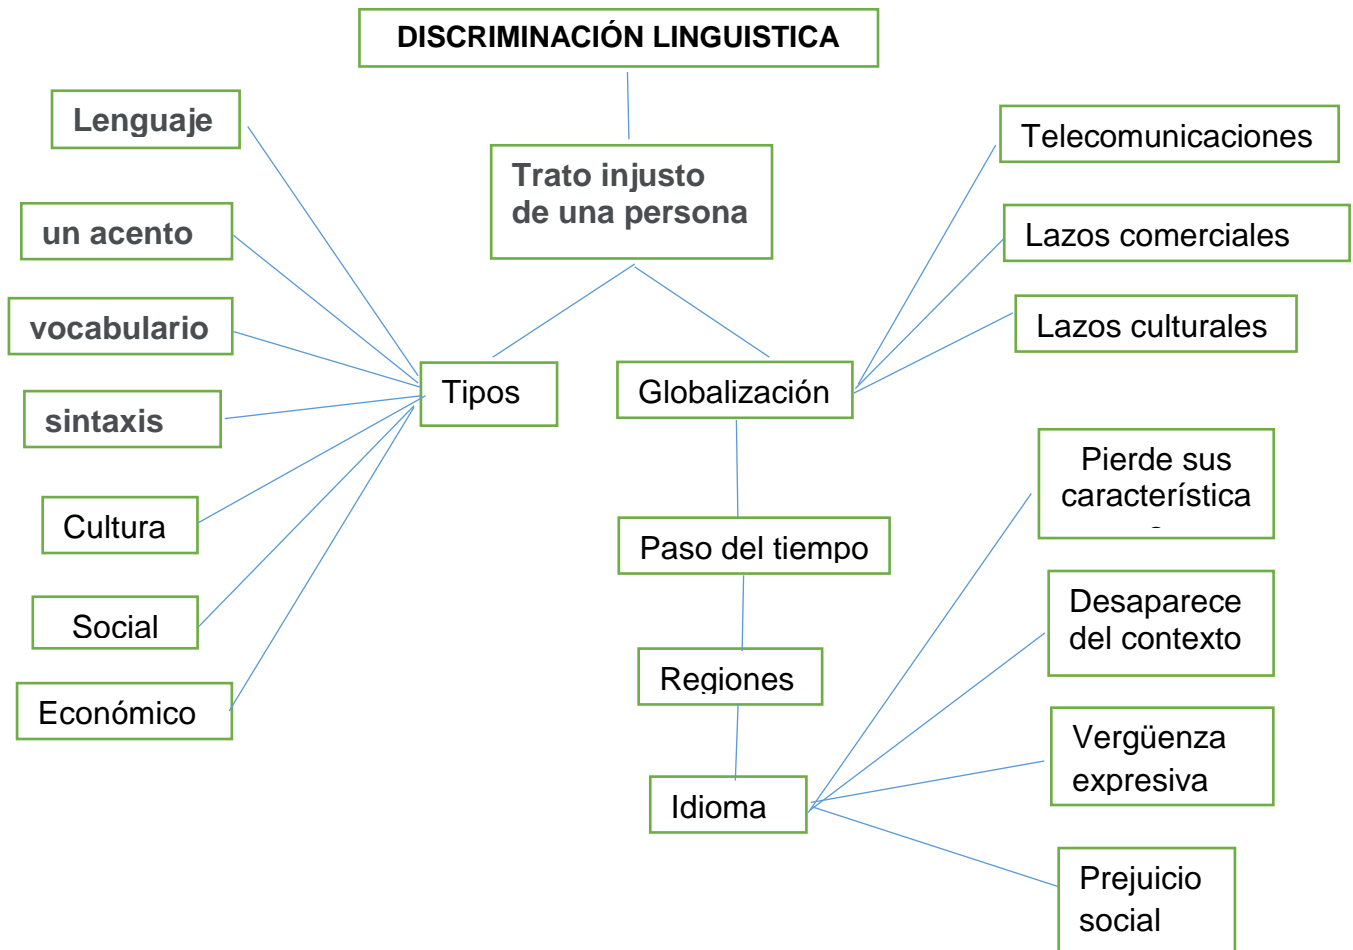 DISCRIMINACIÓN LINGUISTICA
Trato injusto
de una persona
Lenguaje
un acento
vocabulario
sintaxis
Cultura
Social
Económico
Tipos
Globalización
Telecomunicaciones
Lazos comerciales
Lazos culturales
Paso del tiempo
Regiones
Idioma
Pierde sus
característica
Desaparece
del contexto
Vergüenza
expresiva
Prejuicio
social